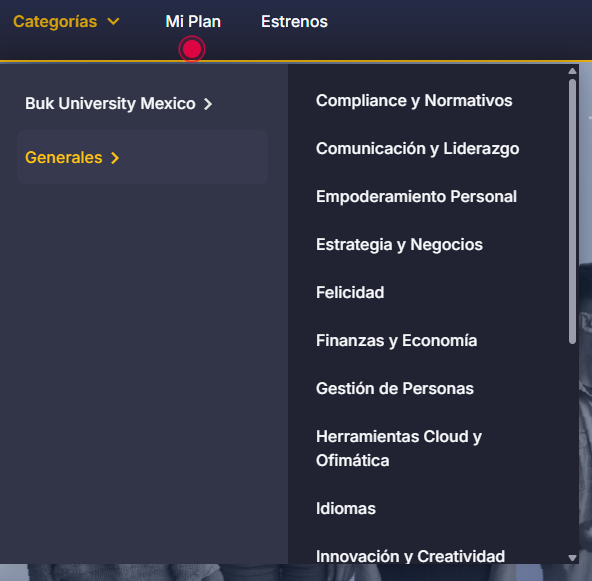 Categorías Mi Plan Estrenos
Buk University Mexico
Generales
Compliance y Normativos
Comunicación y Liderazgo
Empoderamiento Personal
Estrategia y Negocios
Felicidad
Finanzas y Economía
Gestión de Personas
Herramientas Cloud y
Ofimática
Idiomas
Innovación y Creatividad